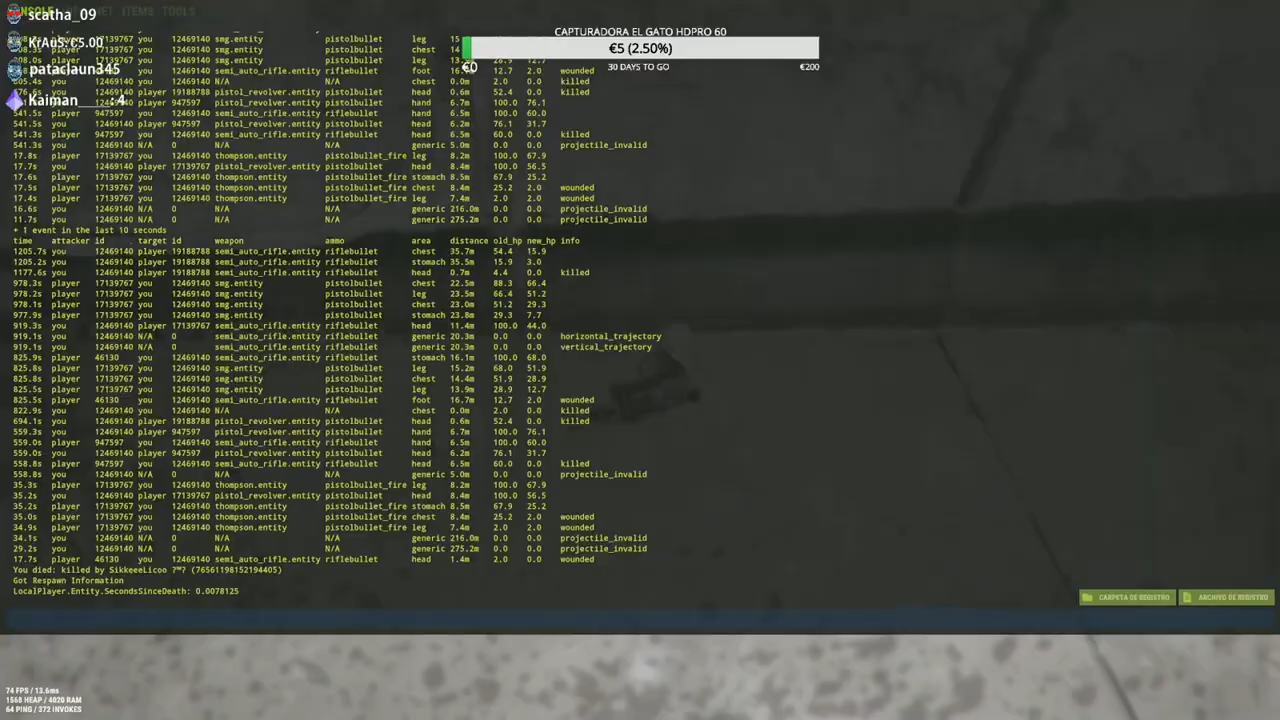 CONSOLE NET ITEMS TOOLS
scatha_09
KrAuS: €5.00
pataclaun345
Kaiman____: 4
CAPTURADORA EL GATO HDPRO 60
€5 (2.50%)
€0 30 DAYS TO GO €200
17139767 you 12469140 smg.entity pistolbullet leg
17139767 you 12469140 smg.entity pistolbullet chest
17139767 you 12469140 smg.entity pistolbullet leg
you 12469140 semi_auto_rifle.entity riflebullet foot 12.7 2.0 wounded
you 12469140 N/A N/A chest 0.0m 2.0 0.0 killed
you 12469140 player 19188788 pistol_revolver.entity pistolbullet head 0.6m 52.4 0.0 killed
you 12469140 player 947597 pistol_revolver.entity pistolbullet hand 6.7m 100.0 76.1
541.5s player 947597 you 12469140 semi_auto_rifle.entity riflebullet hand 6.5m 100.0 60.0
541.5s you 12469140 player 947597 pistol_revolver.entity pistolbullet head 6.2m 76.1 31.7
541.3s player 947597 you 12469140 semi_auto_rifle.entity riflebullet head 6.5m 60.0 0.0 killed
541.3s you 12469140 N/A 0 N/A N/A generic 5.0m 0.0 0.0 projectile_invalid
17.8s player 17139767 you 12469140 thompson.entity pistolbullet_fire leg 8.2m 100.0 67.9
17.7s you 12469140 player 17139767 pistol_revolver.entity pistolbullet head 8.4m 100.0 56.5
17.6s player 17139767 you 12469140 thompson.entity pistolbullet_fire stomach 8.5m 67.9 25.2
17.5s player 17139767 you 12469140 thompson.entity pistolbullet_fire chest 8.4m 25.2 2.0 wounded
17.4s player 17139767 you 12469140 thompson.entity pistolbullet_fire leg 7.4m 2.0 2.0 wounded
16.6s you 12469140 N/A 0 N/A N/A generic 216.0m 0.0 0.0 projectile_invalid
11.7s you 12469140 N/A 0 N/A N/A generic 275.2m 0.0 0.0 projectile_invalid
+ 1 event in the last 10 seconds
time attacker id target id weapon ammo area distance old_hp new_hp info
1205.7s you 12469140 player 19188788 semi_auto_rifle.entity riflebullet chest 35.7m 54.4 15.9
1205.2s you 12469140 player 19188788 semi_auto_rifle.entity riflebullet stomach 35.5m 15.9 3.0
1177.6s you 12469140 player 19188788 semi_auto_rifle.entity riflebullet head 0.7m 4.4 0.0 killed
978.3s player 17139767 you 12469140 smg.entity pistolbullet chest 22.5m 88.3 66.4
978.2s player 17139767 you 12469140 smg.entity pistolbullet leg 23.5m 66.4 51.2
978.1s player 17139767 you 12469140 smg.entity pistolbullet chest 23.0m 51.2 29.3
977.9s player 17139767 you 12469140 smg.entity pistolbullet stomach 23.8m 29.3 7.7
919.3s you 12469140 player 17139767 semi_auto_rifle.entity riflebullet head 11.4m 100.0 44.0
919.1s you 12469140 N/A 0 semi_auto_rifle.entity riflebullet generic 20.3m 0.0 0.0 horizontal_trajectory
919.1s you 12469140 N/A 0 semi_auto_rifle.entity riflebullet generic 20.3m 0.0 0.0 vertical_trajectory
825.9s player 46130 you 12469140 semi_auto_rifle.entity riflebullet stomach 16.1m 100.0 68.0
825.8s player 17139767 you 12469140 smg.entity pistolbullet leg 15.2m 68.0 51.9
825.8s player 17139767 you 12469140 smg.entity pistolbullet chest 14.4m 51.9 28.9
825.5s player 17139767 you 12469140 smg.entity pistolbullet leg 13.9m 28.9 12.7
825.5s player 46130 you 12469140 semi_auto_rifle.entity riflebullet foot 16.7m 12.7 2.0 wounded
822.9s you 12469140 you 12469140 N/A N/A chest 0.0m 2.0 0.0 killed
694.1s you 12469140 player 19188788 pistol_revolver.entity pistolbullet head 0.6m 52.4 0.0 killed
559.3s you 12469140 player 947597 pistol_revolver.entity pistolbullet hand 6.7m 100.0 76.1
559.0s player 947597 you 12469140 semi_auto_rifle.entity riflebullet hand 6.5m 100.0 60.0
559.0s you 12469140 player 947597 pistol_revolver.entity pistolbullet head 6.2m 76.1 31.7
558.8s player 947597 you 12469140 semi_auto_rifle.entity riflebullet head 6.5m 60.0 0.0 killed
558.8s you 12469140 N/A 0 N/A N/A generic 5.0m 0.0 0.0 projectile_invalid
35.3s player 17139767 you 12469140 thompson.entity pistolbullet_fire leg 8.2m 100.0 67.9
35.2s you 12469140 player 17139767 pistol_revolver.entity pistolbullet head 8.4m 100.0 56.5
35.2s player 17139767 you 12469140 thompson.entity pistolbullet_fire stomach 8.5m 67.9 25.2
35.0s player 17139767 you 12469140 thompson.entity pistolbullet_fire chest 8.4m 25.2 2.0 wounded
34.9s player 17139767 you 12469140 thompson.entity pistolbullet_fire leg 7.4m 2.0 2.0 wounded
34.1s you 12469140 N/A 0 N/A N/A generic 216.0m 0.0 0.0 projectile_invalid
29.2s you 12469140 N/A 0 N/A N/A generic 275.2m 0.0 0.0 projectile_invalid
17.7s player 46130 you 12469140 semi_auto_rifle.entity riflebullet head 1.4m 2.0 0.0 wounded
You died: killed by SikkeeeLicoo ?™? (76561198152194405)
Got Respawn Information
LocalPlayer.Entity.SecondsSinceDeath: 0.0078125
CARPETA DE REGISTRO ARCHIVO DE REGISTRO
74 FPS / 13.6ms
1568 HEAP / 4020 RAM
64 PING / 372 INVOKES